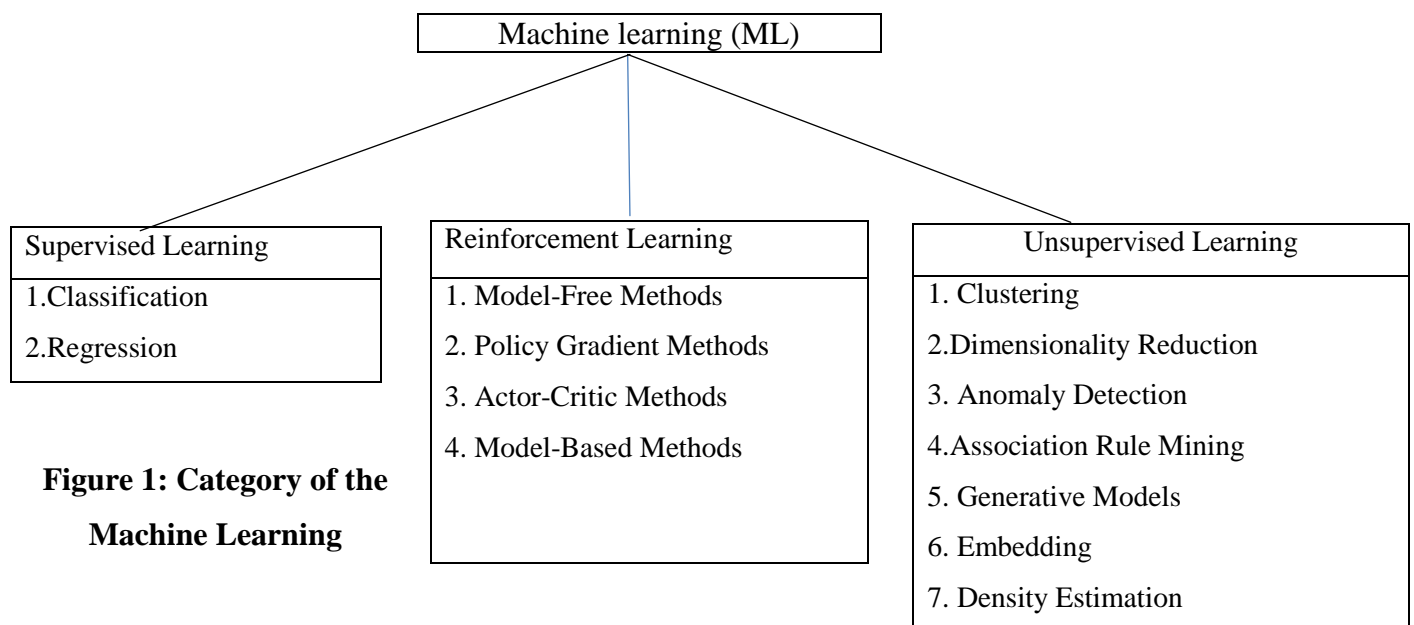 Machine learning (ML)
Supervised Learning
1.Classification
2.Regression
Reinforcement Learning
1. Model-Free Methods
2. Policy Gradient Methods
3. Actor-Critic Methods
4. Model-Based Methods
Unsupervised Learning
1. Clustering
2.Dimensionality Reduction
3. Anomaly Detection
4.Association Rule Mining
5. Generative Models
6. Embedding
7. Density Estimation
Figure 1: Category of the
Machine Learning